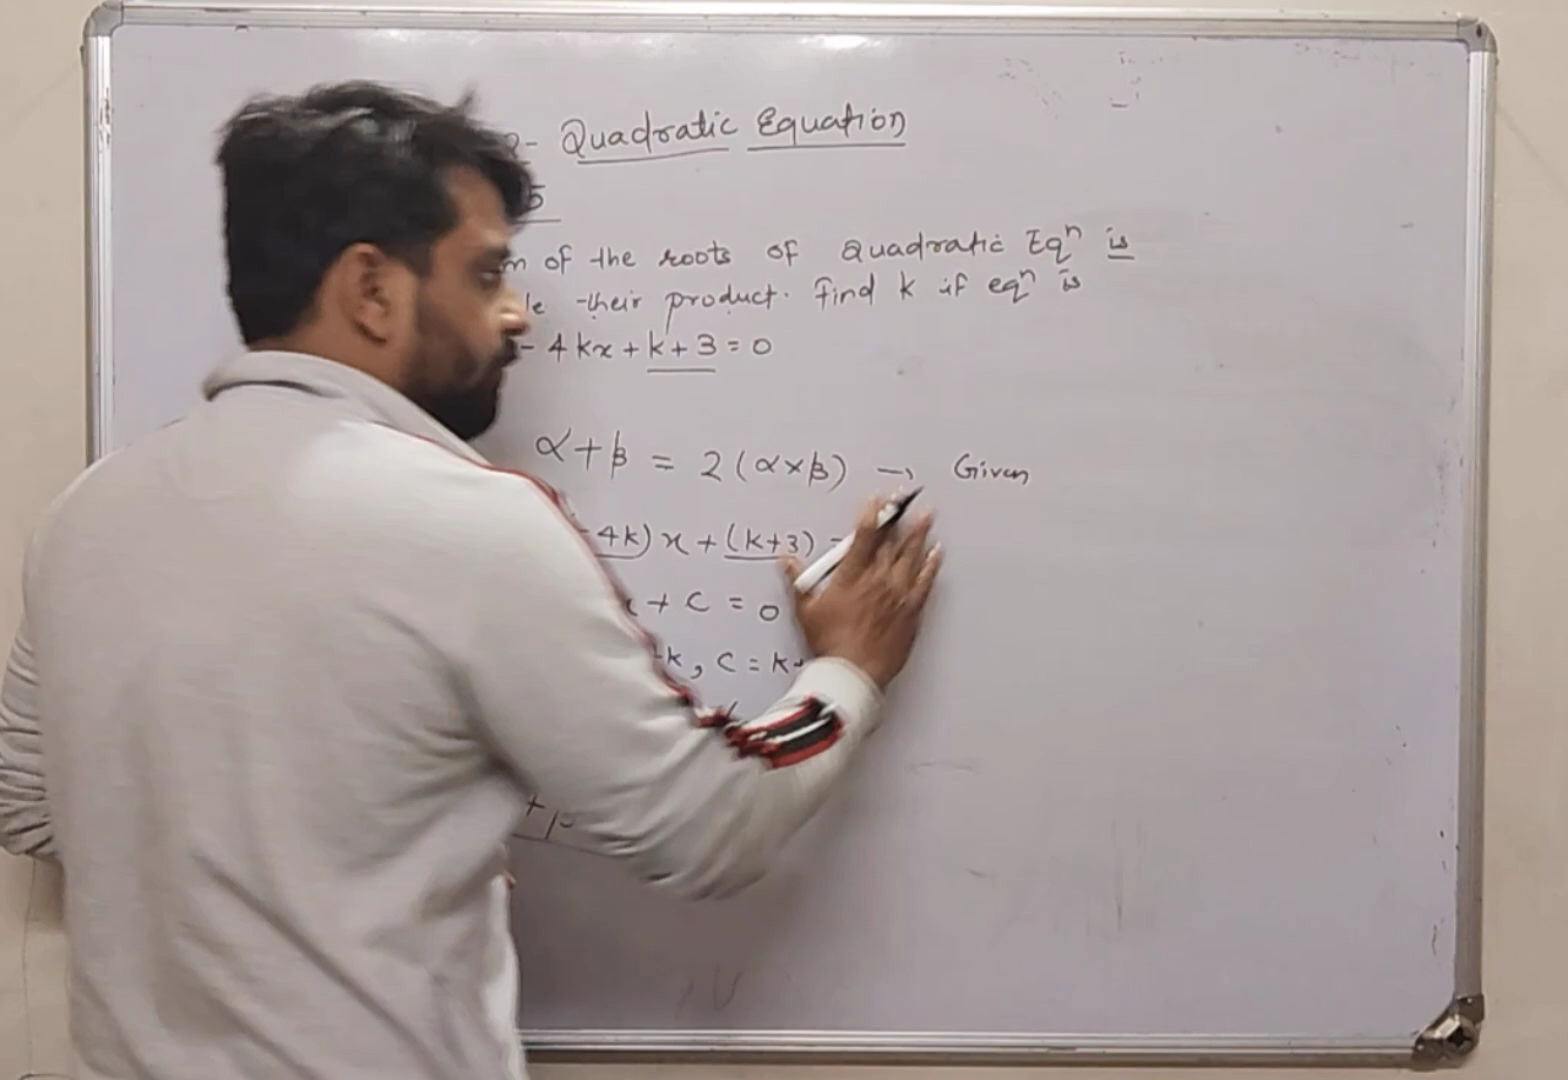 Quadratic Equation
5
of the roots of Quadratic Eqⁿ is
their product. Find k if eqⁿ is
- 4kx + k + 3 = 0
α + β = 2 (α × β) → Given
4k) x + (k+3)
+ C = 0
k, C = k